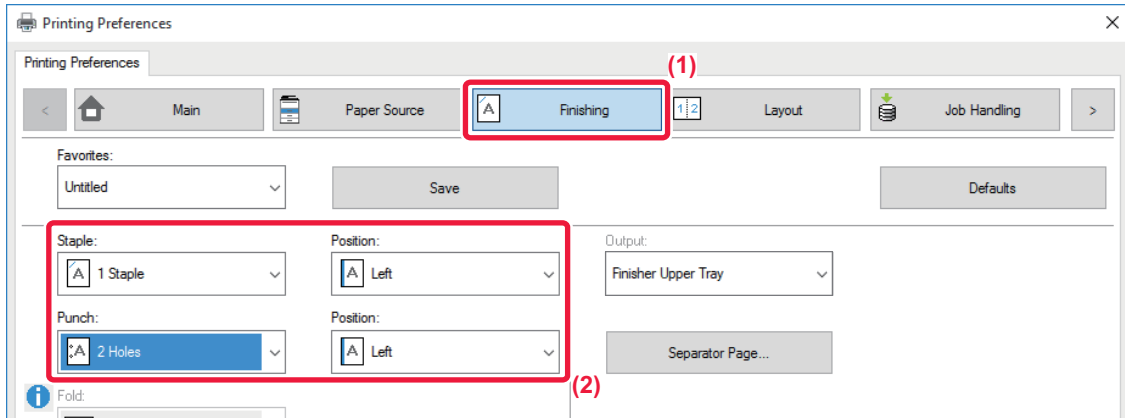 Printing Preferences
Printing Preferences
(1)
< Main Paper Source A Finishing 1 2 Layout Job Handling >
Favorites:
Untitled Save Defaults
Staple: Position: Output:
A 1 Staple A Left Finisher Upper Tray
Punch: Position:
A 2 Holes A Left Separator Page...
(2)
Fold: